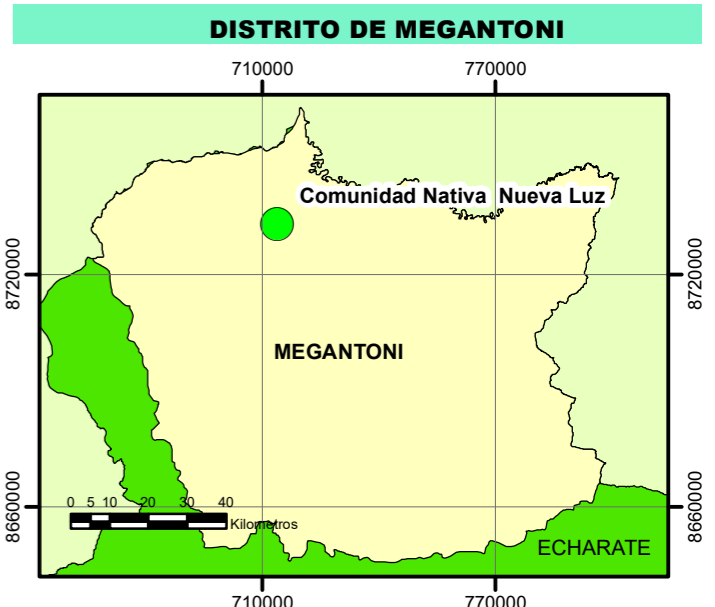 DISTRITO DE MEGANTONI
710000 770000
Comunidad Nativa Nueva Luz
8720000 8720000
MEGANTONI
0 5 10 20 30 40
Kilometros
8660000 8660000
ECHARATE
710000 770000